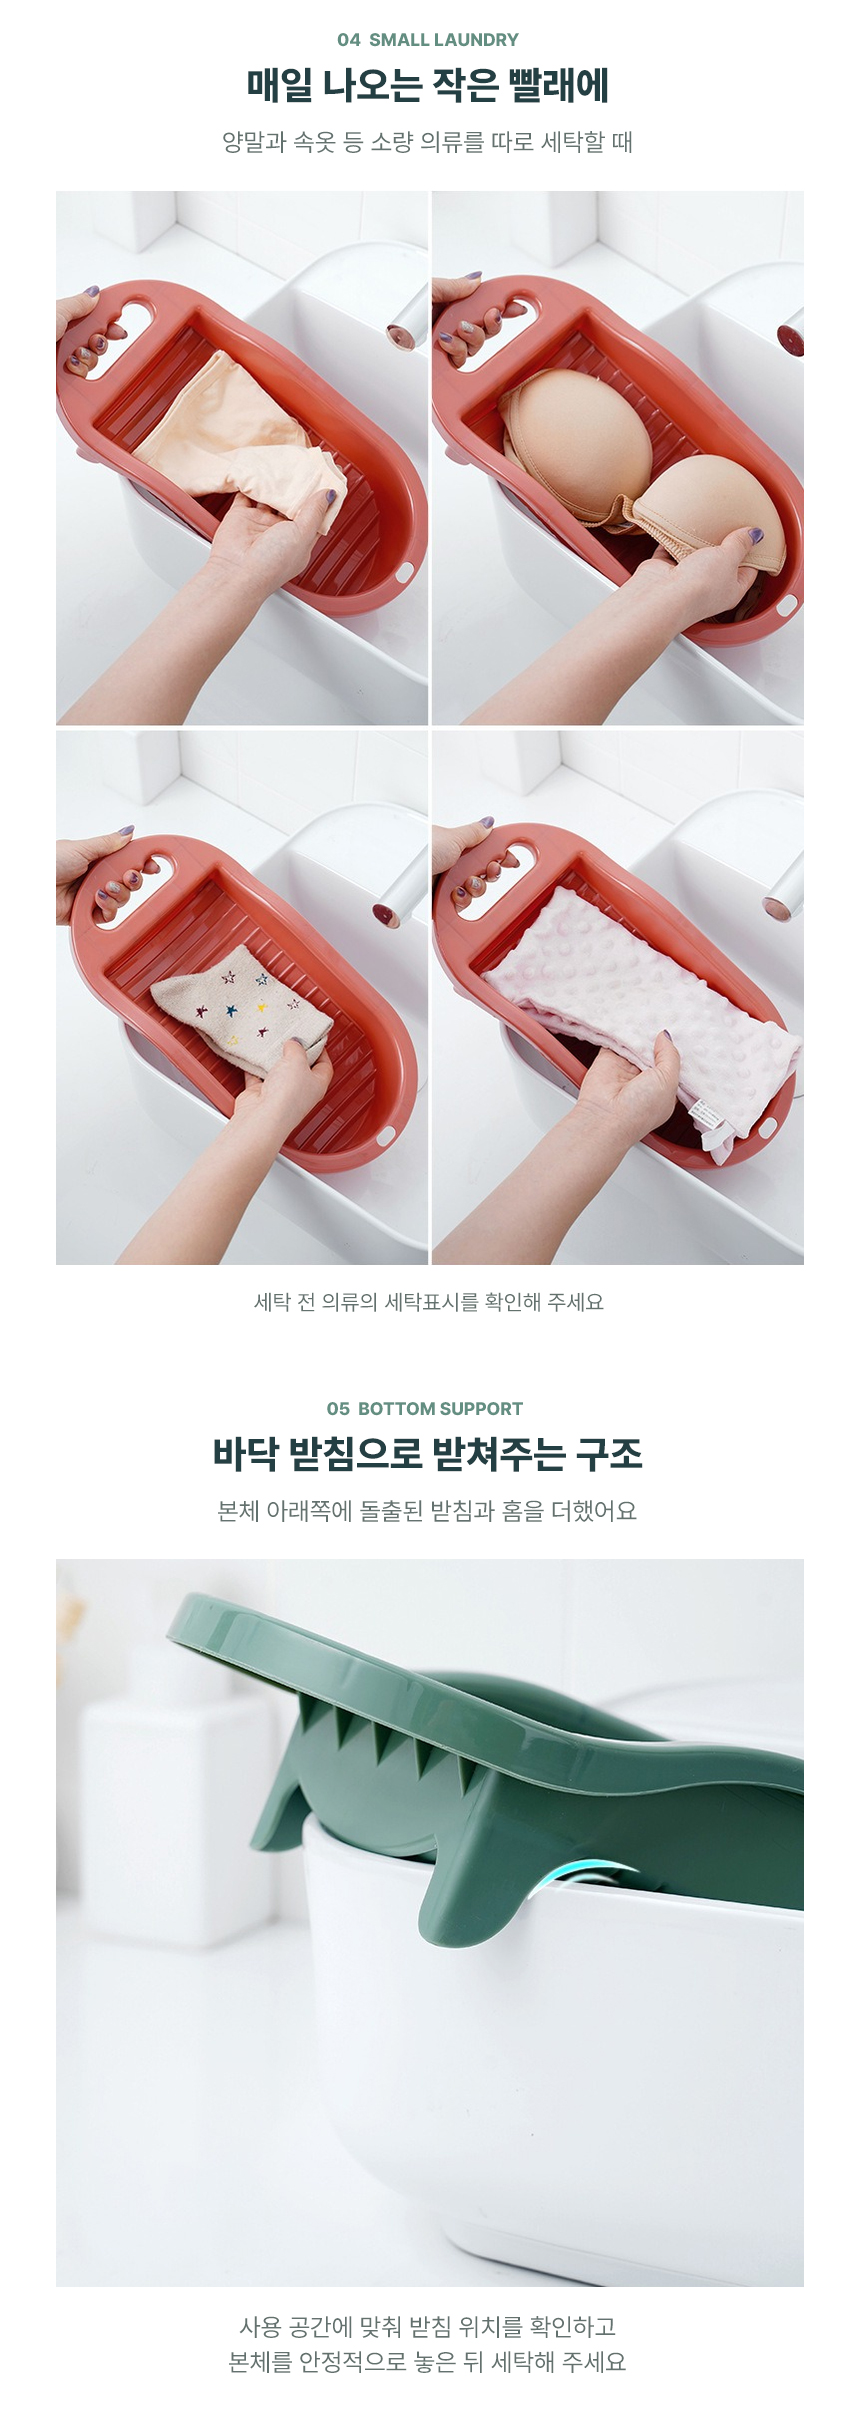 04 SMALL LAUNDRY
매일 나오는 작은 빨래에
양말과 속옷 등 소량 의류를 따로 세탁할 때
세탁 전 의류의 세탁표시를 확인해 주세요
05 BOTTOM SUPPORT
바닥 받침으로 받쳐주는 구조
본체 아래쪽에 돌출된 받침과 홈을 더했어요
사용 공간에 맞춰 받침 위치를 확인하고
본체를 안정적으로 놓은 뒤 세탁해 주세요